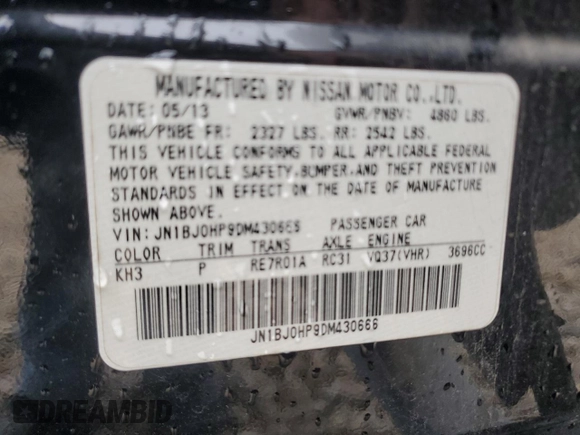 MANUFACTURED BY NISSAN MOTOR CO.,LTD.
DATE: 05/13 GVWR/PNBV: 4860 LBS.
GAWR/PNBE FR: 2327 LBS. RR: 2542 LBS.
THIS VEHICLE CONFORMS TO ALL APPLICABLE FEDERAL
MOTOR VEHICLE SAFETY,BUMPER,AND THEFT PREVENTION
STANDARDS IN EFFECT ON THE DATE OF MANUFACTURE
SHOWN ABOVE.
VIN: JN1BJ0HP9DM430666 PASSENGER CAR
COLOR TRIM TRANS AXLE ENGINE
KH3 P RE7R01A RC31 VQ37(VHR) 3696CC
JN1BJ0HP9DM430666
DREAMBID